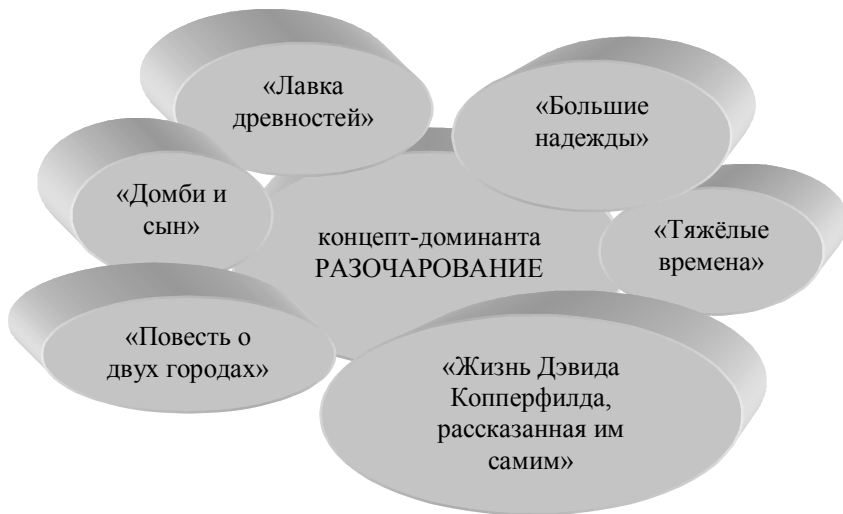 «Лавка
древностей»
«Большие
надежды»
«Домби и
сын»
концепт-доминанта
РАЗОЧАРОВАНИЕ
«Тяжёлые
времена»
«Повесть о
двух городах»
«Жизнь Дэвида
Копперфилда,
рассказанная им
самим»